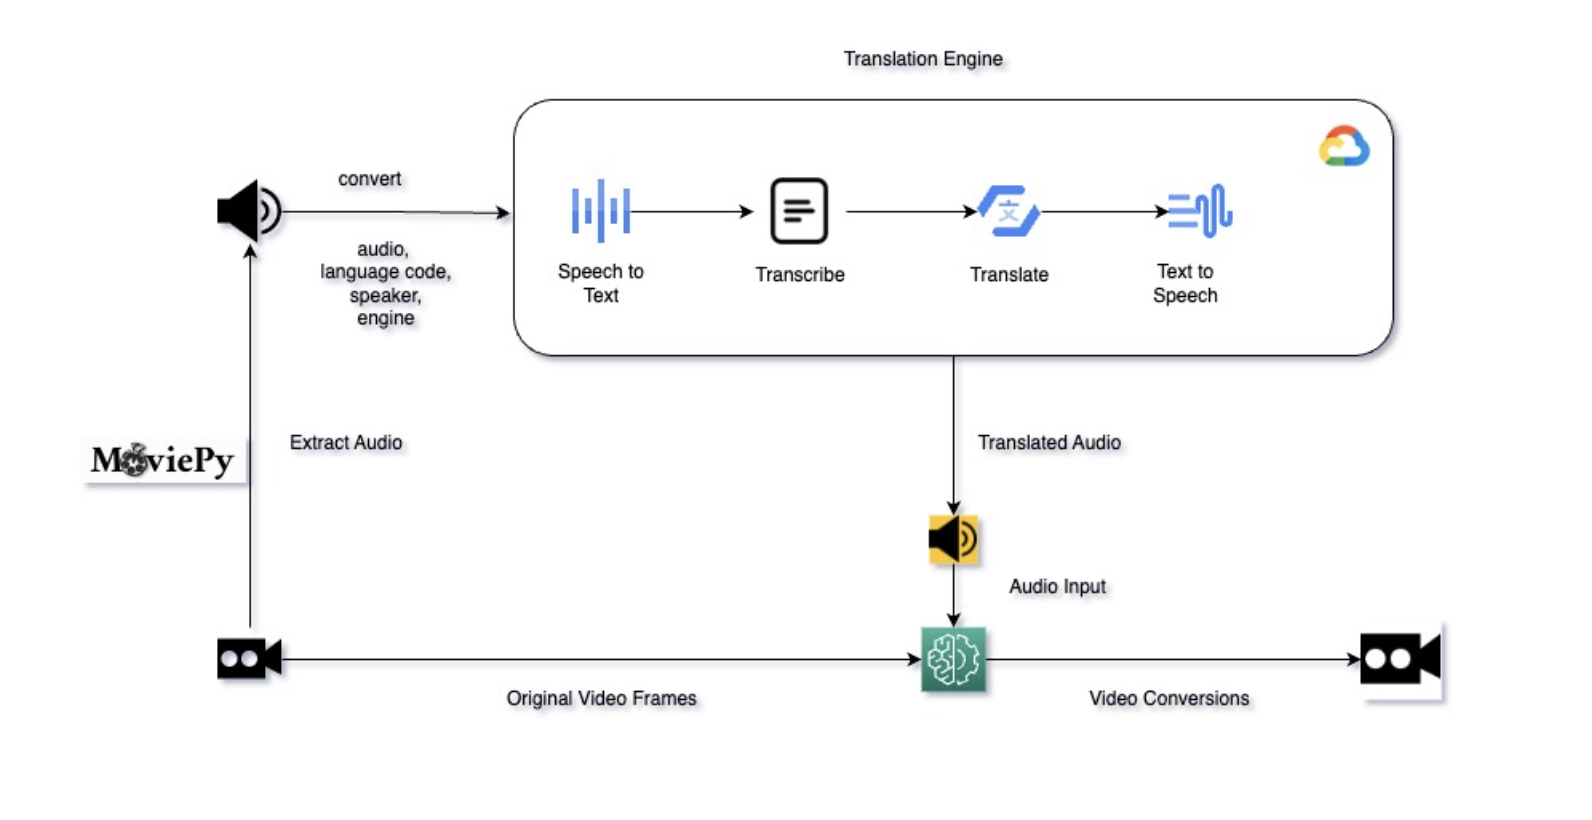 Translation Engine
convert
audio,
language code,
speaker,
engine
Speech to
Text
Transcribe
文
Translate
Text to
Speech
MoviePy
Extract Audio
Translated Audio
Audio Input
Original Video Frames
Video Conversions